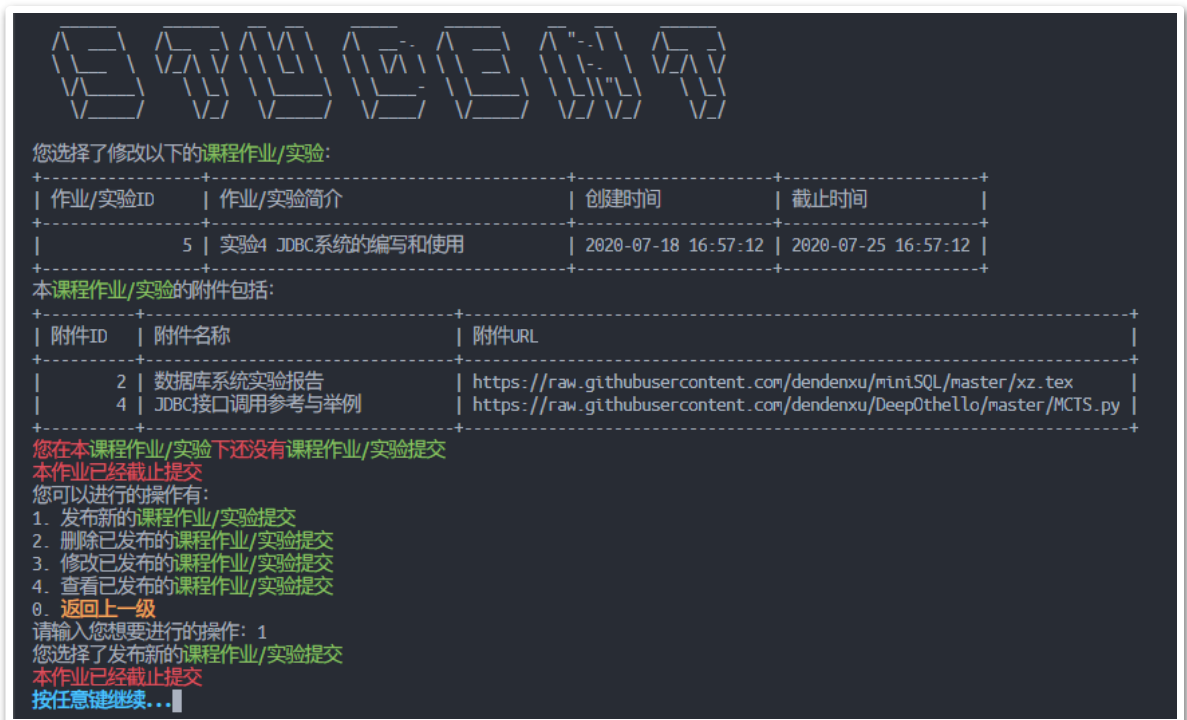 STUDENT
您选择了修改以下的课程作业/实验:
+-----------------+--------------------------------------+---------------------+---------------------+
| 作业/实验ID | 作业/实验简介 | 创建时间 | 截止时间 |
+-----------------+--------------------------------------+---------------------+---------------------+
| 5 | 实验4 JDBC系统的编写和使用 | 2020-07-18 16:57:12 | 2020-07-25 16:57:12 |
+-----------------+--------------------------------------+---------------------+---------------------+
本课程作业/实验的附件包括:
+----------+---------------------------------+-----------------------------------------------------------------------+
| 附件ID | 附件名称 | 附件URL |
+----------+---------------------------------+-----------------------------------------------------------------------+
| 2 | 数据库系统实验报告 | https://raw.githubusercontent.com/dendenxu/miniSQL/master/xz.tex |
| 4 | JDBC接口调用参考与举例 | https://raw.githubusercontent.com/dendenxu/DeepOthello/master/MCTS.py |
+----------+---------------------------------+-----------------------------------------------------------------------+
您在本课程作业/实验下还没有课程作业/实验提交
本作业已经截止提交
您可以进行的操作有:
1. 发布新的课程作业/实验提交
2. 删除已发布的课程作业/实验提交
3. 修改已发布的课程作业/实验提交
4. 查看已发布的课程作业/实验提交
0. 返回上一级
请输入您想要进行的操作: 1
您选择了发布新的课程作业/实验提交
本作业已经截止提交
按任意键继续...